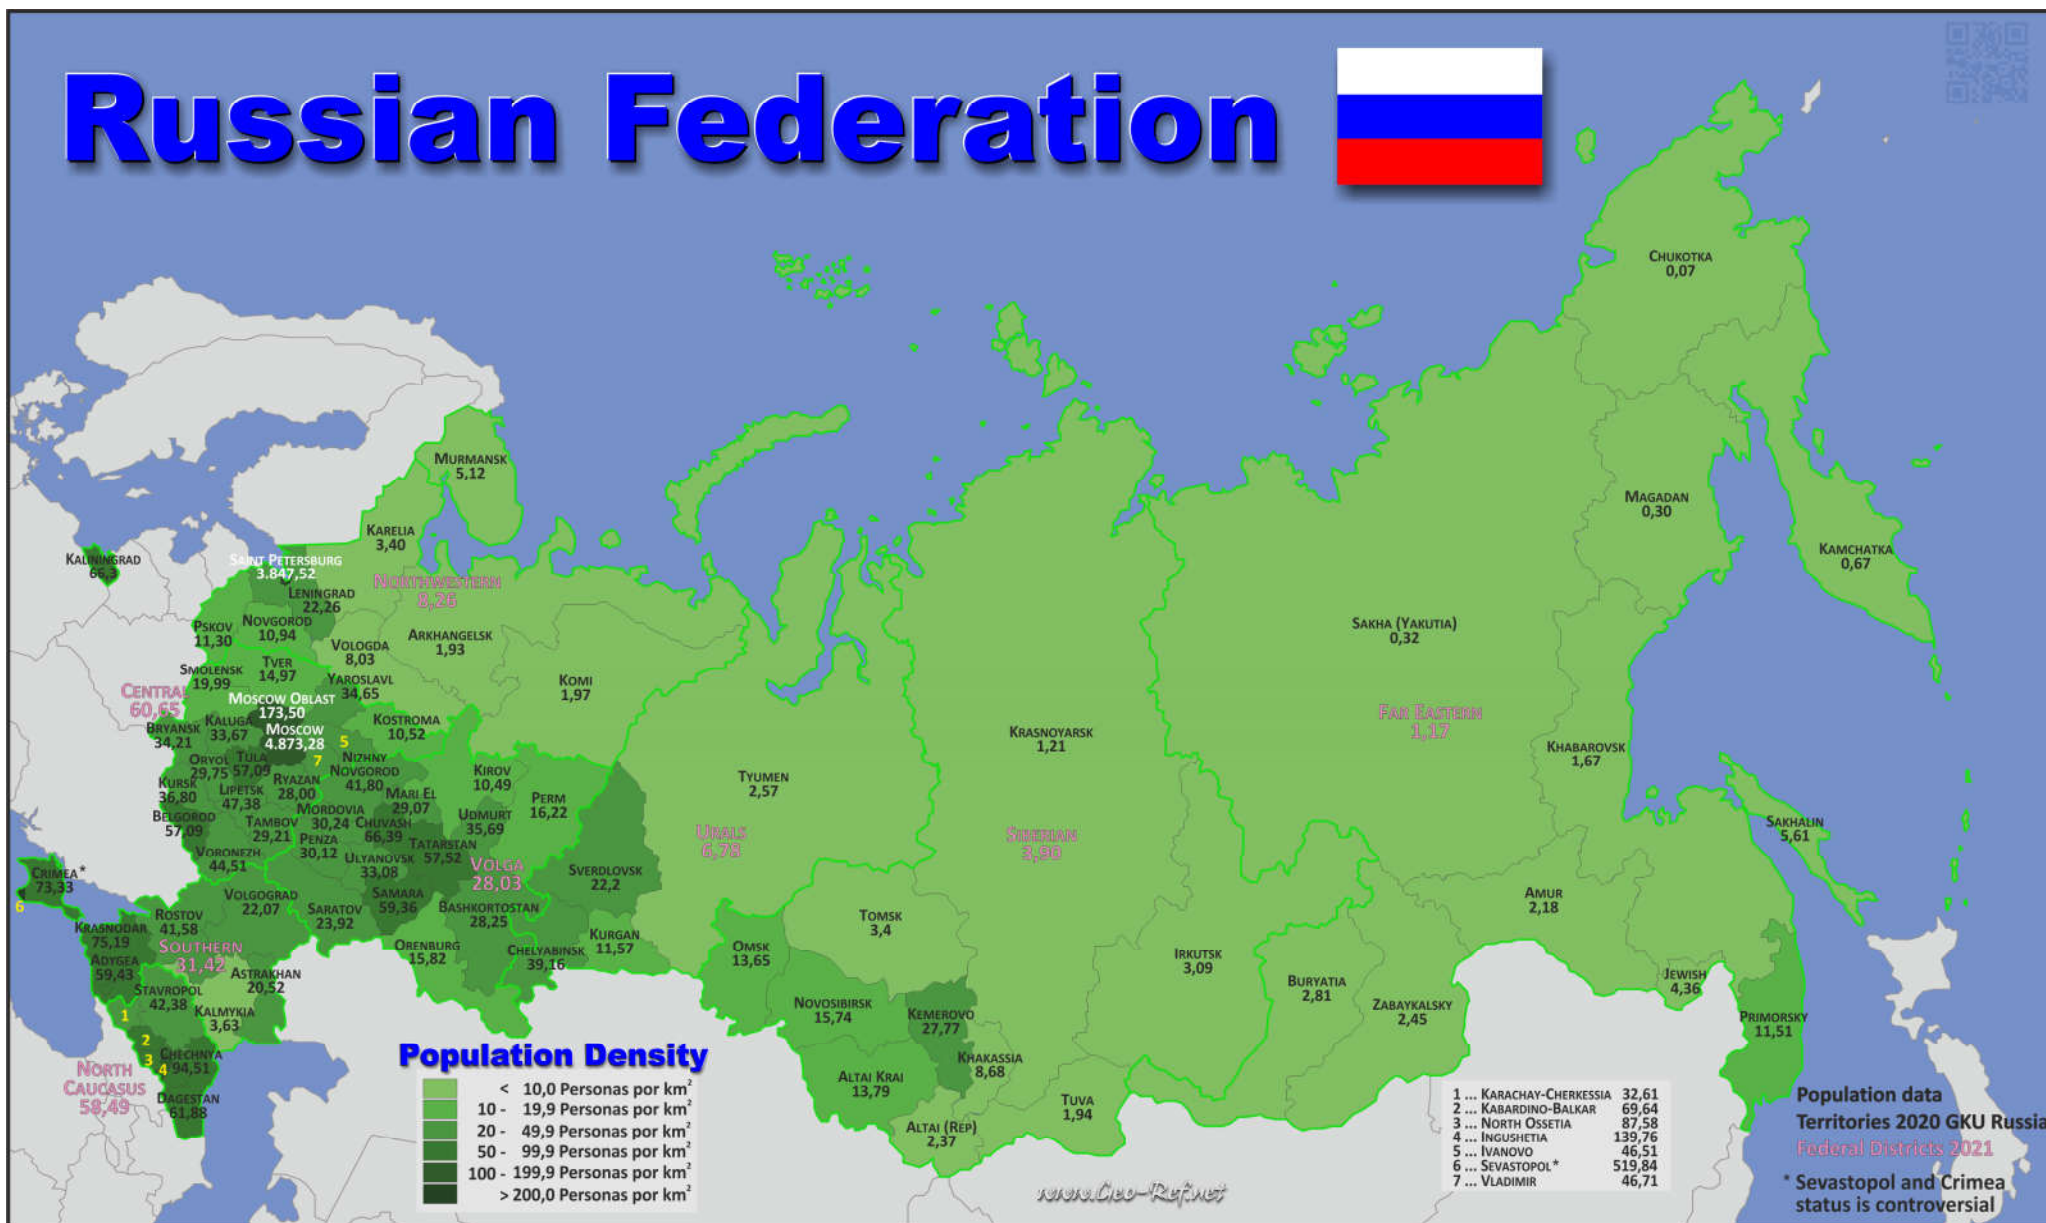 Russian Federation
CHUKOTKA
0,07
MURMANSK
5,12
MAGADAN
0,30
KARELIA
3,40
KAMCHATKA
0,67
KALININGRAD
66,3
SAINT PETERSBURG
3.847,52
NORTHWESTERN
8,26
LENINGRAD
22,26
PSKOV
11,30
NOVGOROD
10,94
VOLOGDA
8,03
ARKHANGELSK
1,93
SAKHA (YAKUTIA)
0,32
SMOLENSK
19,99
TVER
14,97
YAROSLAVL
34,65
KOMI
1,97
CENTRAL
60,65
MOSCOW OBLAST
173,50
FAR EASTERN
1,17
BRYANSK
34,21
KALUGA
33,67
MOSCOW
4.873,28
KOSTROMA
10,52
5
KRASNOYARSK
1,21
KHABAROVSK
1,67
ORYOL
29,75
TULA
57,09
7
NIZHNY
NOVGOROD
41,80
KIROV
10,49
TYUMEN
2,57
KURSK
36,80
LIPETSK
47,38
RYAZAN
28,00
MARI EL
29,07
PERM
16,22
BELGOROD
57,09
TAMBOV
29,21
MORDOVIA
30,24
CHUVASH
66,39
UDMURT
35,69
URALS
6,78
SIBERIAN
3,90
SAKHALIN
5,61
VORONEZH
44,51
PENZA
30,12
ULYANOVSK
33,08
TATARSTAN
57,52
VOLGA
28,03
SVERDLOVSK
22,2
CRIMEA*
73,33
6
VOLGOGRAD
22,07
SARATOV
23,92
SAMARA
59,36
BASHKORTOSTAN
28,25
TOMSK
3,4
AMUR
2,18
KRASNODAR
75,19
ROSTOV
41,58
SOUTHERN
31,42
ORENBURG
15,82
CHELYABINSK
39,16
KURGAN
11,57
OMSK
13,65
IRKUTSK
3,09
ADYGEA
59,43
ASTRAKHAN
20,52
STAVROPOL
42,38
KALMYKIA
3,63
NOVOSIBIRSK
15,74
KEMEROVO
27,77
BURYATIA
2,81
ZABAYKALSKY
2,45
JEWISH
4,36
PRIMORSKY
11,51
1
2
3
4
CHECHNYA
94,51
NORTH
CAUCASUS
58,49
DAGESTAN
61,88
KHAKASSIA
8,68
ALTAI KRAI
13,79
TUVA
1,94
ALTAI (REP)
2,37
Population Density
< 10,0 Personas por km²
10 - 19,9 Personas por km²
20 - 49,9 Personas por km²
50 - 99,9 Personas por km²
100 - 199,9 Personas por km²
> 200,0 Personas por km²
www.Geo-Ref.net
1 ... KARACHAY-CHERKESSIA 32,61
2 ... KABARDINO-BALKAR 69,64
3 ... NORTH OSSETIA 87,58
4 ... INGUSHETIA 139,76
5 ... IVANOVO 46,51
6 ... SEVASTOPOL* 519,84
7 ... VLADIMIR 46,71
Population data
Territories 2020 GKU Russia
Federal Districts 2021
* Sevastopol and Crimea
status is controversial